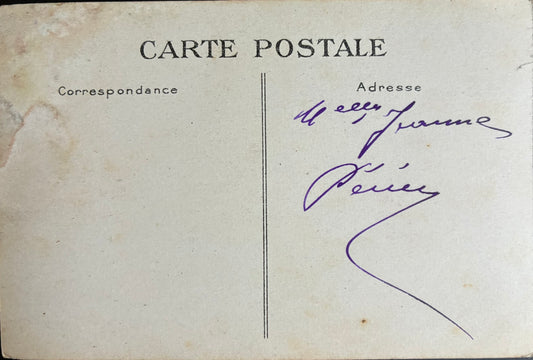 CARTE POSTALE
Correspondance
Adresse
Melle Jeanne